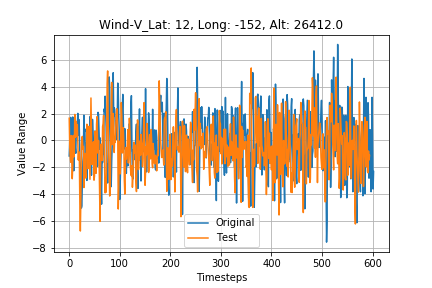 Wind-V_Lat: 12, Long: -152, Alt: 26412.0
Value Range
6
4
2
0
−2
−4
−6
−8
Original
Test
0 100 200 300 400 500 600
Timesteps